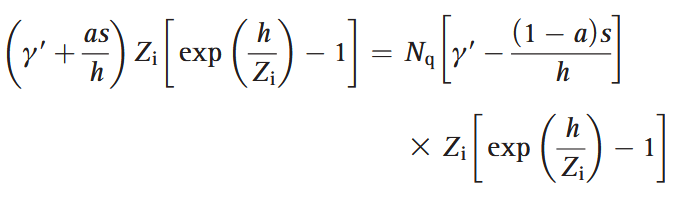 (γ′ + as/h) Z_i [exp (h/Z_i) − 1] = N_q [γ′ − (1 − a)s/h]
× Z_i [exp (h/Z_i) − 1]